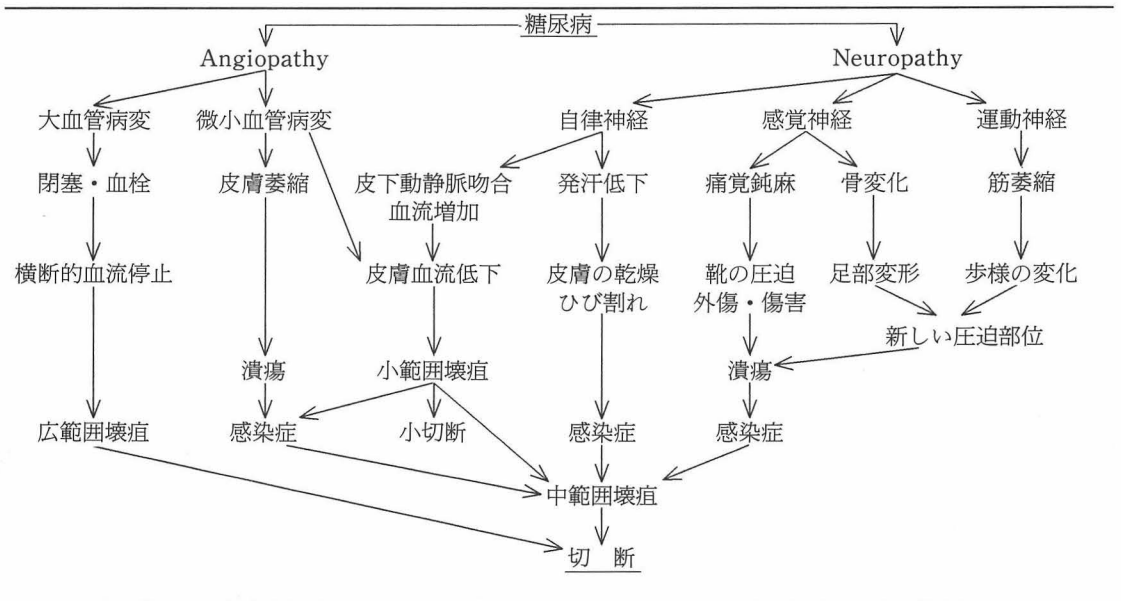 糖尿病
Angiopathy
Neuropathy
大血管病変
微小血管病変
自律神経
感覚神経
運動神経
閉塞・血栓
皮膚萎縮
皮下動静脈吻合
血流増加
発汗低下
痛覚鈍麻
骨変化
筋萎縮
横断的血流停止
皮膚血流低下
皮膚の乾燥
ひび割れ
靴の圧迫
外傷・傷害
足部変形
歩様の変化
新しい圧迫部位
潰瘍
小範囲壊疽
潰瘍
広範囲壊疽
感染症
小切断
感染症
感染症
中範囲壊疽
切 断